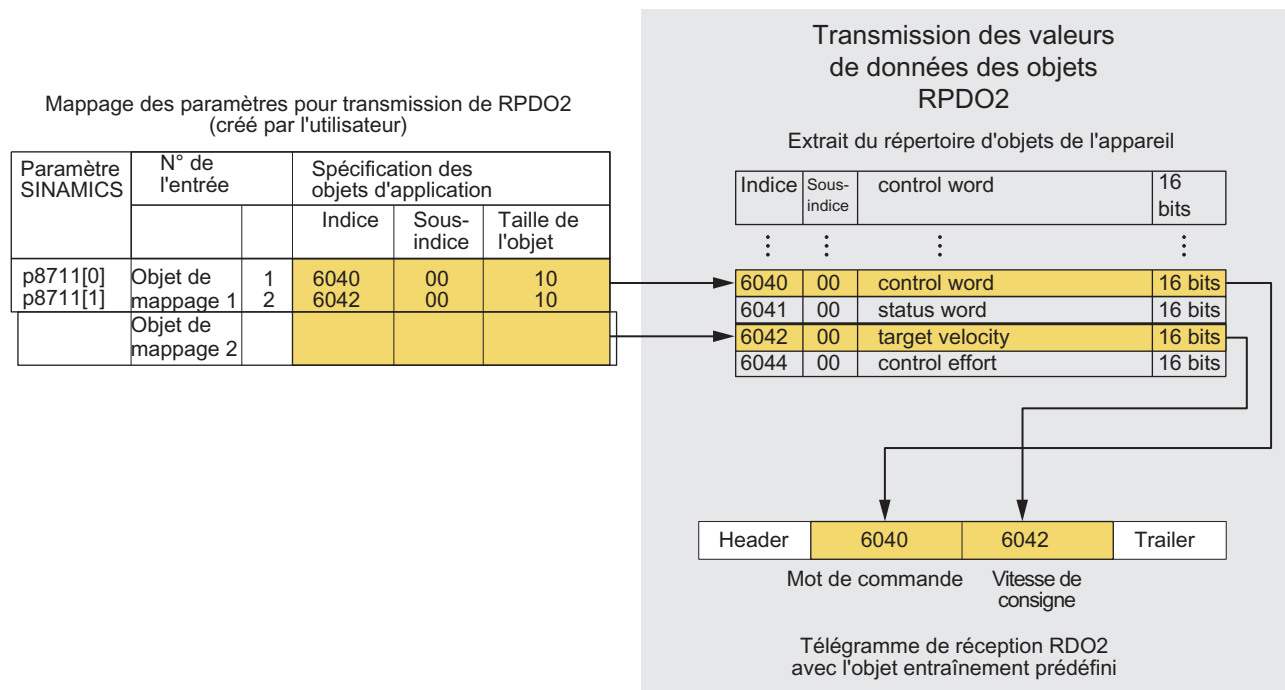 Mappage des paramètres pour transmission de RPDO2
(créé par l'utilisateur)
Paramètre SINAMICS
N° de l'entrée
Spécification des objets d'application
Indice
Sous-indice
Taille de l'objet
p8711[0] Objet de 1 6040 00 10
p8711[1] mappage 1 2 6042 00 10
Objet de
mappage 2
Transmission des valeurs
de données des objets
RPDO2
Extrait du répertoire d'objets de l'appareil
Indice Sous-indice control word 16 bits
6040 00 control word 16 bits
6041 00 status word 16 bits
6042 00 target velocity 16 bits
6044 00 control effort 16 bits
Header 6040 6042 Trailer
Mot de commande
Vitesse de
consigne
Télégramme de réception RDO2
avec l'objet entraînement prédéfini